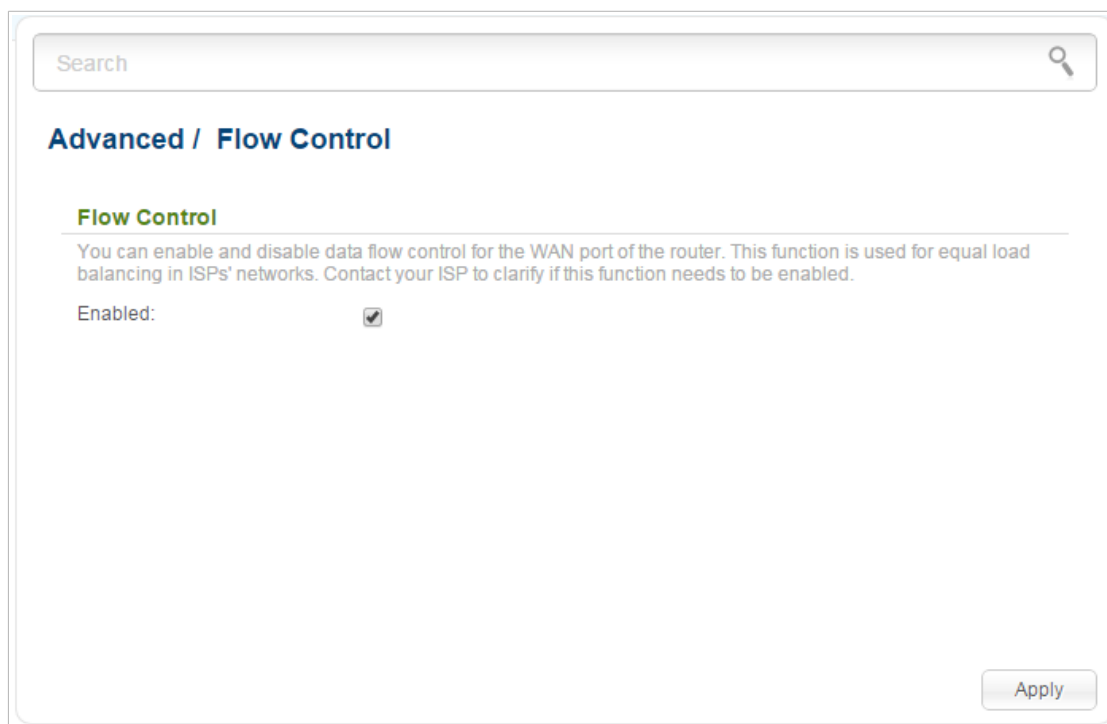 Search
Advanced / Flow Control
Flow Control
You can enable and disable data flow control for the WAN port of the router. This function is used for equal load
balancing in ISPs' networks. Contact your ISP to clarify if this function needs to be enabled.
Enabled:
Apply